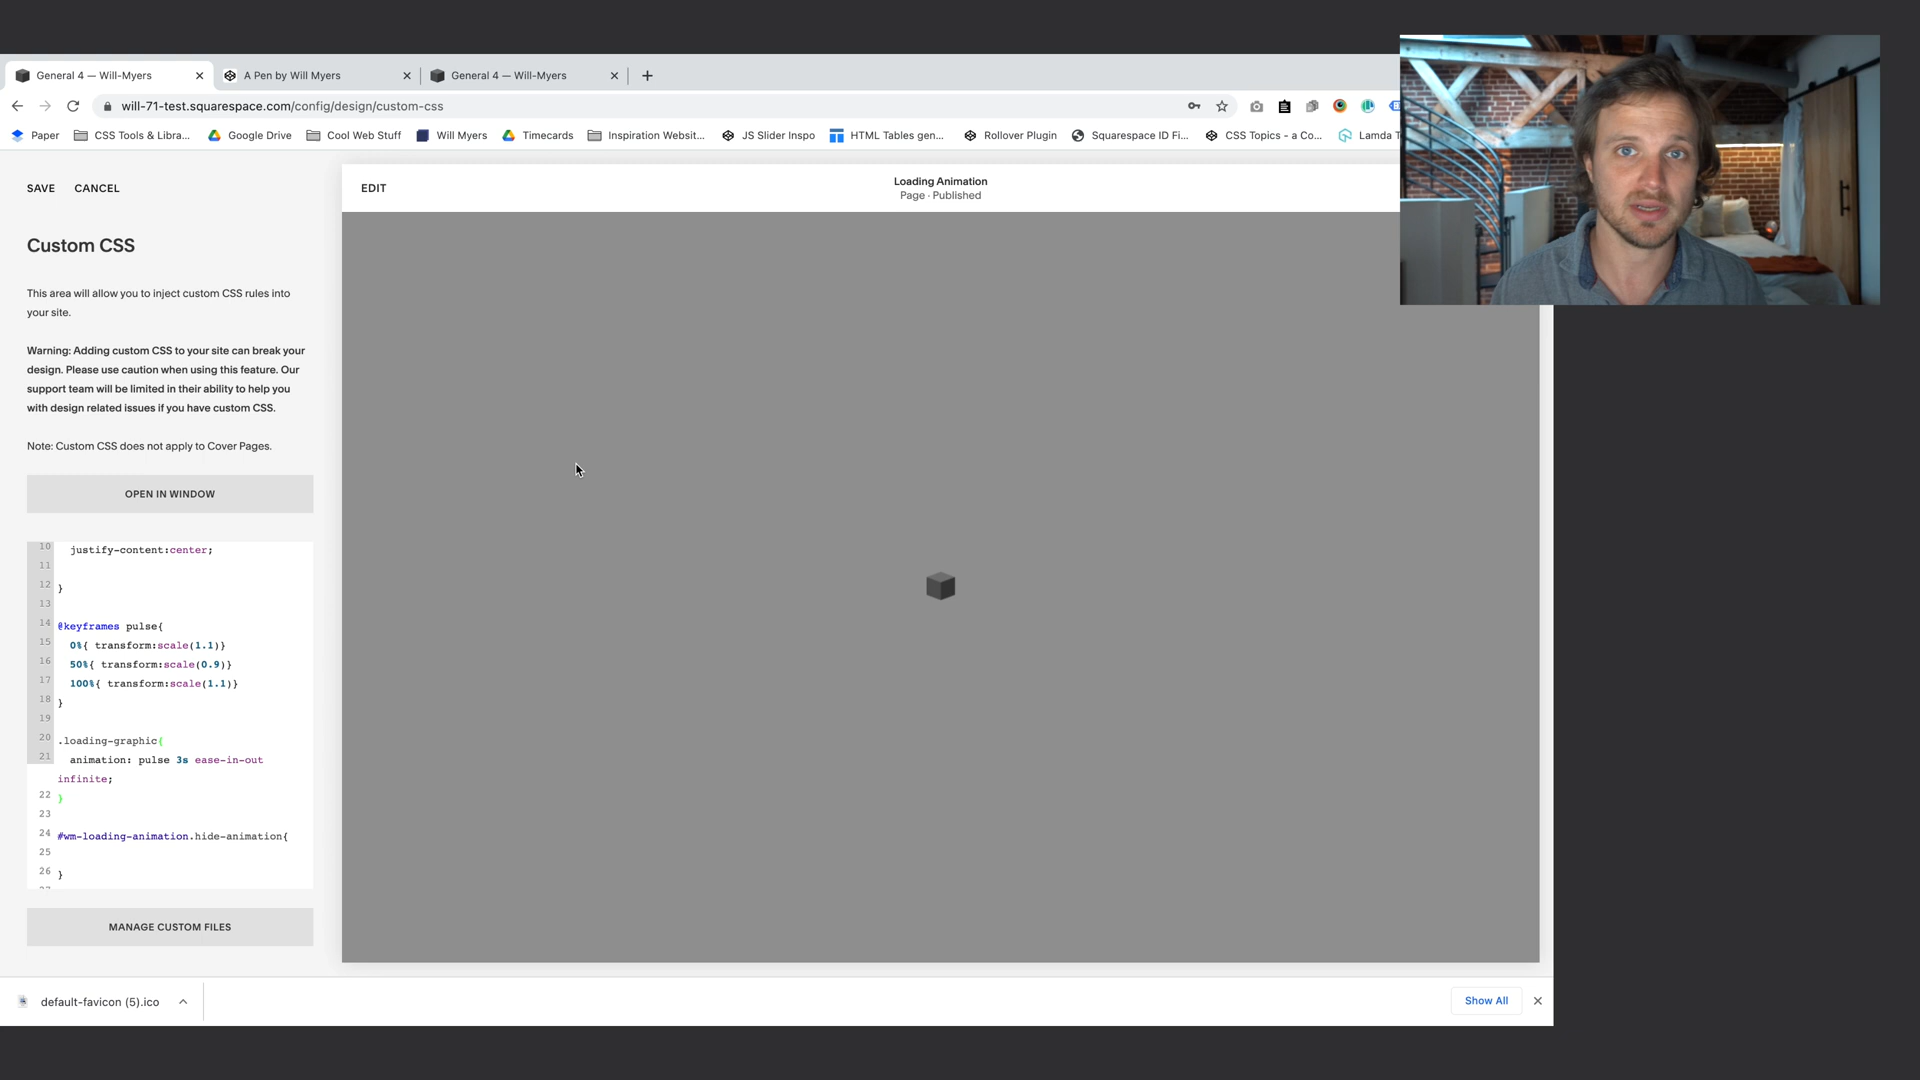 General 4 — Will-Myers
A Pen by Will Myers
General 4 — Will-Myers
will-71-test.squarespace.com/config/design/custom-css
Paper
CSS Tools & Libra...
Google Drive
Cool Web Stuff
Will Myers
Timecards
Inspiration Websit...
JS Slider Inspo
HTML Tables gen...
Rollover Plugin
Squarespace ID Fi...
CSS Topics - a Co...
Lamda T
SAVE CANCEL
EDIT
Loading Animation
Page · Published
Custom CSS
This area will allow you to inject custom CSS rules into
your site.
Warning: Adding custom CSS to your site can break your
design. Please use caution when using this feature. Our
support team will be limited in their ability to help you
with design related issues if you have custom CSS.
Note: Custom CSS does not apply to Cover Pages.
OPEN IN WINDOW
10 justify-content:center;
11
12 }
13
14 @keyframes pulse{
15 0%{ transform:scale(1.1)}
16 50%{ transform:scale(0.9)}
17 100%{ transform:scale(1.1)}
18 }
19
20 .loading-graphic{
21 animation: pulse 3s ease-in-out
infinite;
22 }
23
24 #wm-loading-animation.hide-animation{
25
26 }
MANAGE CUSTOM FILES
default-favicon (5).ico
Show All